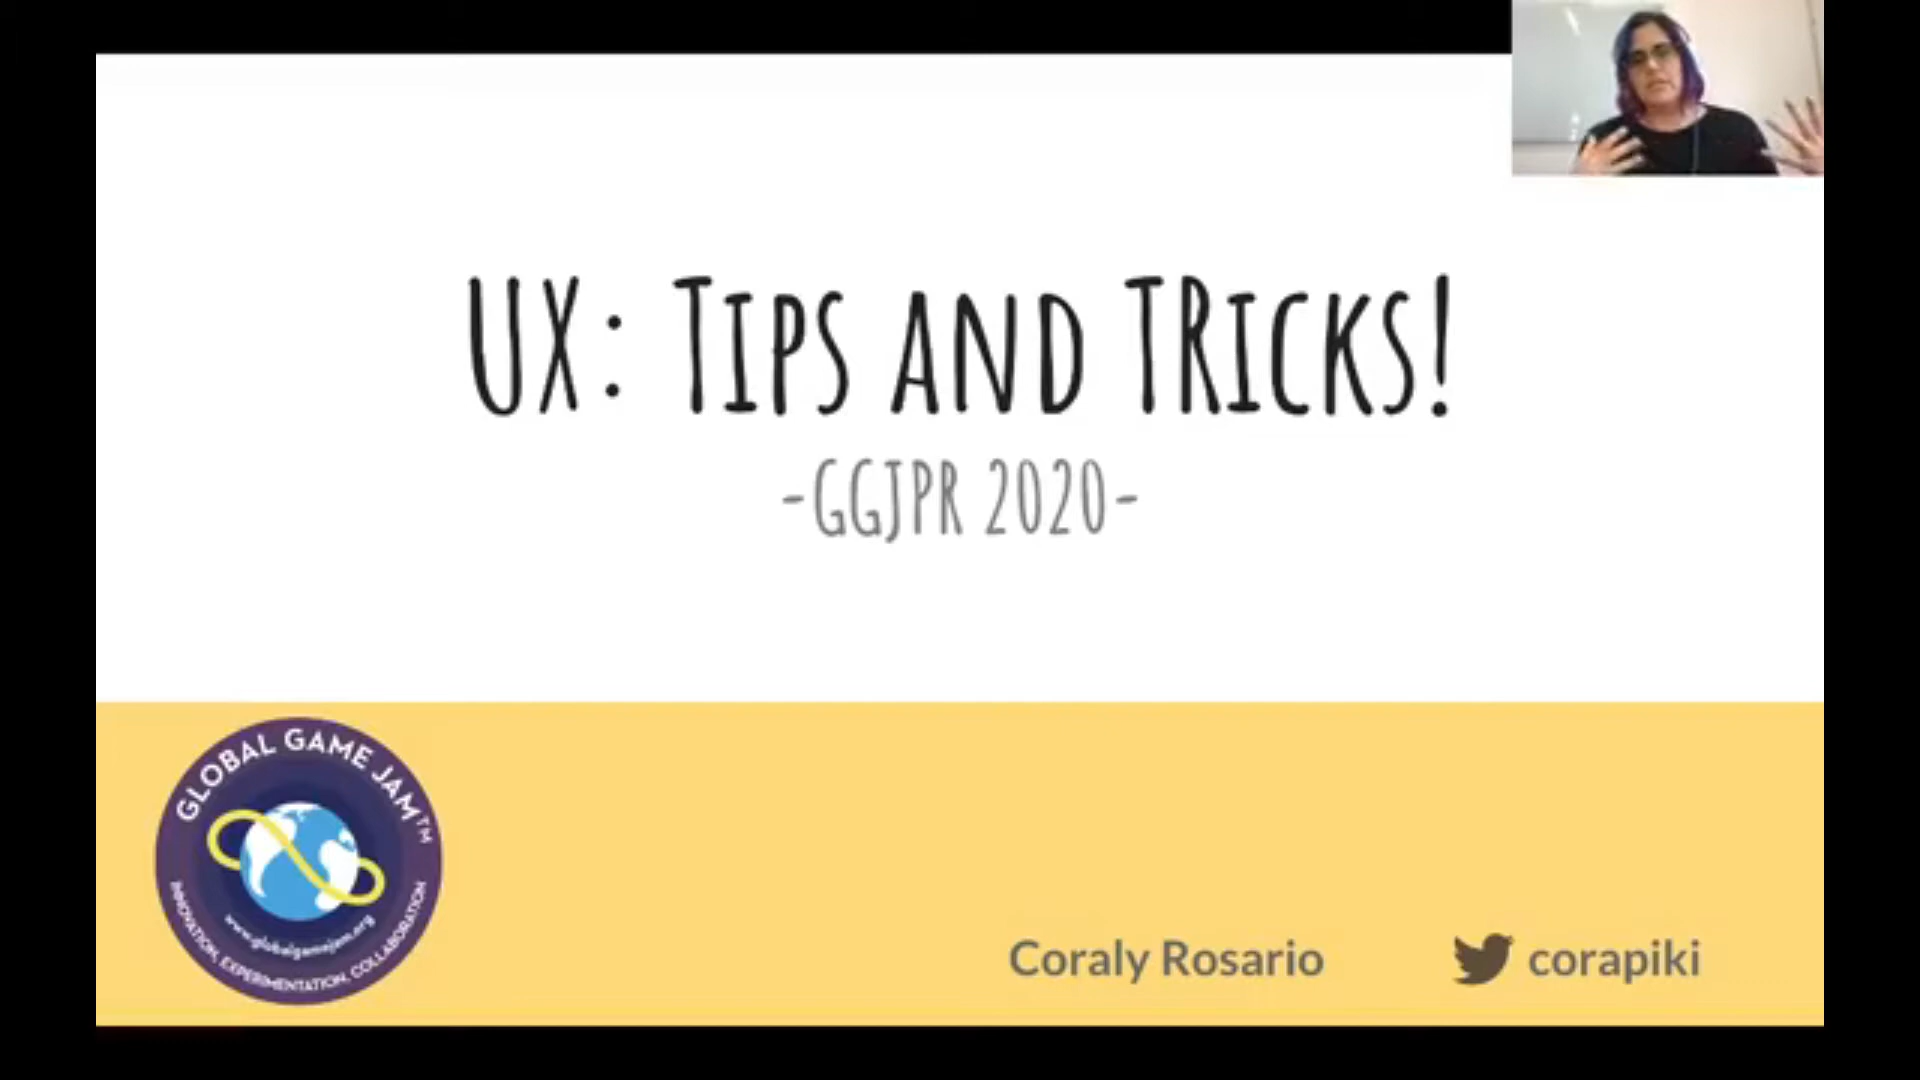 UX: TIPS AND TRICKS!
-GGJPR 2020-
GLOBAL GAME JAM™
www.globalgamejam.org
INNOVATION, EXPERIMENTATION, COLLABORATION
Coraly Rosario
corapiki